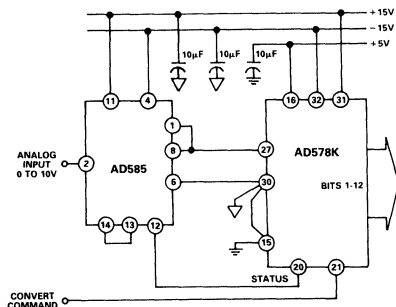 +15V
−15V
+5V
10μF
10μF
10μF
11
4
16
32
31
1
8
27
AD585
AD578K
ANALOG
INPUT
0 TO 10V
2
6
30
BITS 1-12
14
13
12
15
STATUS
20
21
CONVERT
COMMAND